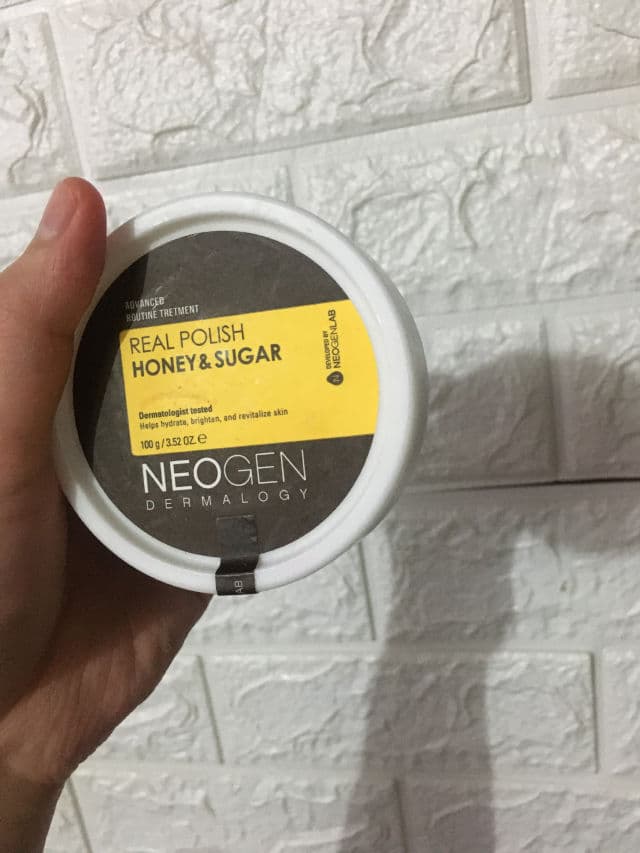 ADVANCED
ROUTINE TRETMENT
REAL POLISH
HONEY & SUGAR
Dermatologist tested
Helps hydrate, brighten, and revitalize skin
100 g / 3.52 OZ. e
DEVELOPED BY
NEOGENLAB
NEOGEN
DERMALOGY
AB